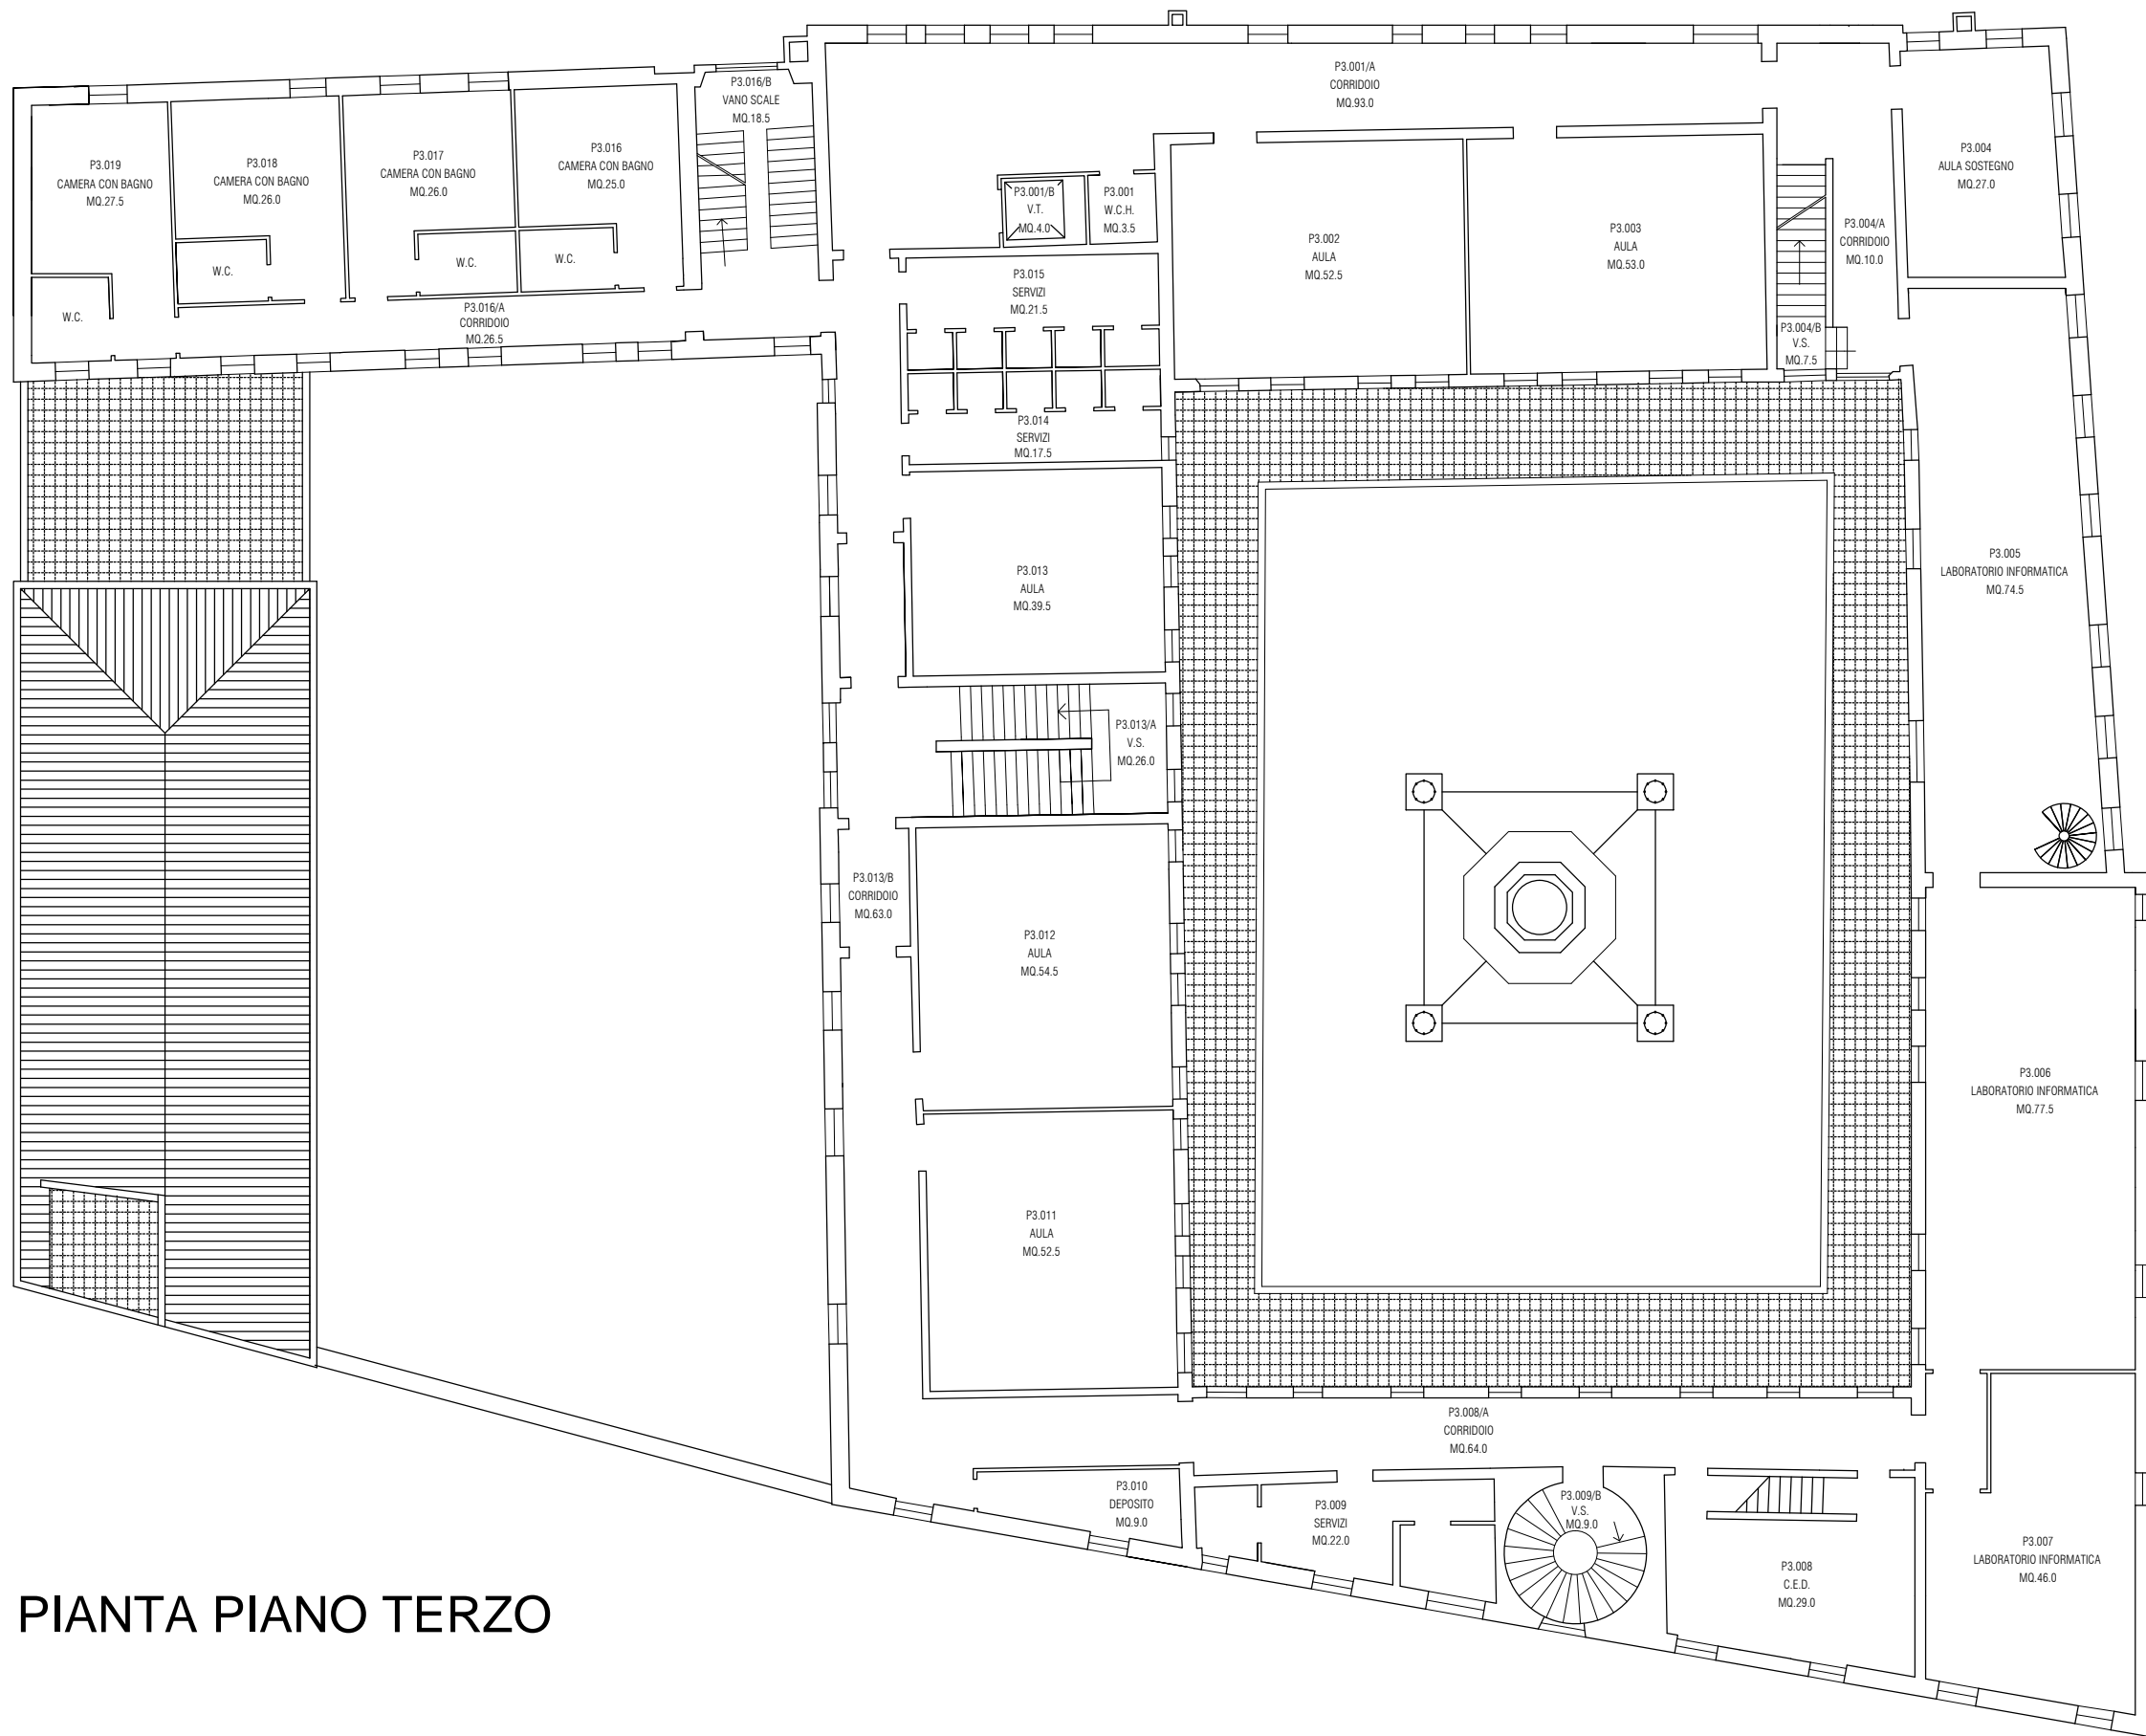 P3.001/A
CORRIDOIO
MQ.93.0
P3.016/B
VANO SCALE
MQ.18.5
P3.019
CAMERA CON BAGNO
MQ.27.5
P3.018
CAMERA CON BAGNO
MQ.26.0
P3.017
CAMERA CON BAGNO
MQ.26.0
P3.016
CAMERA CON BAGNO
MQ.25.0
P3.004
AULA SOSTEGNO
MQ.27.0
P3.001/B
V.T.
MQ.4.0
P3.001
W.C.H.
MQ.3.5
P3.002
AULA
MQ.52.5
P3.003
AULA
MQ.53.0
P3.004/A
CORRIDOIO
MQ.10.0
W.C.
W.C.
W.C.
W.C.
P3.015
SERVIZI
MQ.21.5
P3.016/A
CORRIDOIO
MQ.26.5
P3.004/B
V.S.
MQ.7.5
P3.014
SERVIZI
MQ.17.5
P3.013
AULA
MQ.39.5
P3.005
LABORATORIO INFORMATICA
MQ.74.5
P3.013/A
V.S.
MQ.26.0
P3.013/B
CORRIDOIO
MQ.63.0
P3.012
AULA
MQ.54.5
P3.006
LABORATORIO INFORMATICA
MQ.77.5
P3.011
AULA
MQ.52.5
P3.008/A
CORRIDOIO
MQ.64.0
P3.010
DEPOSITO
MQ.9.0
P3.009
SERVIZI
MQ.22.0
P3.009/B
V.S.
MQ.9.0
P3.008
C.E.D.
MQ.29.0
P3.007
LABORATORIO INFORMATICA
MQ.46.0
PIANTA PIANO TERZO